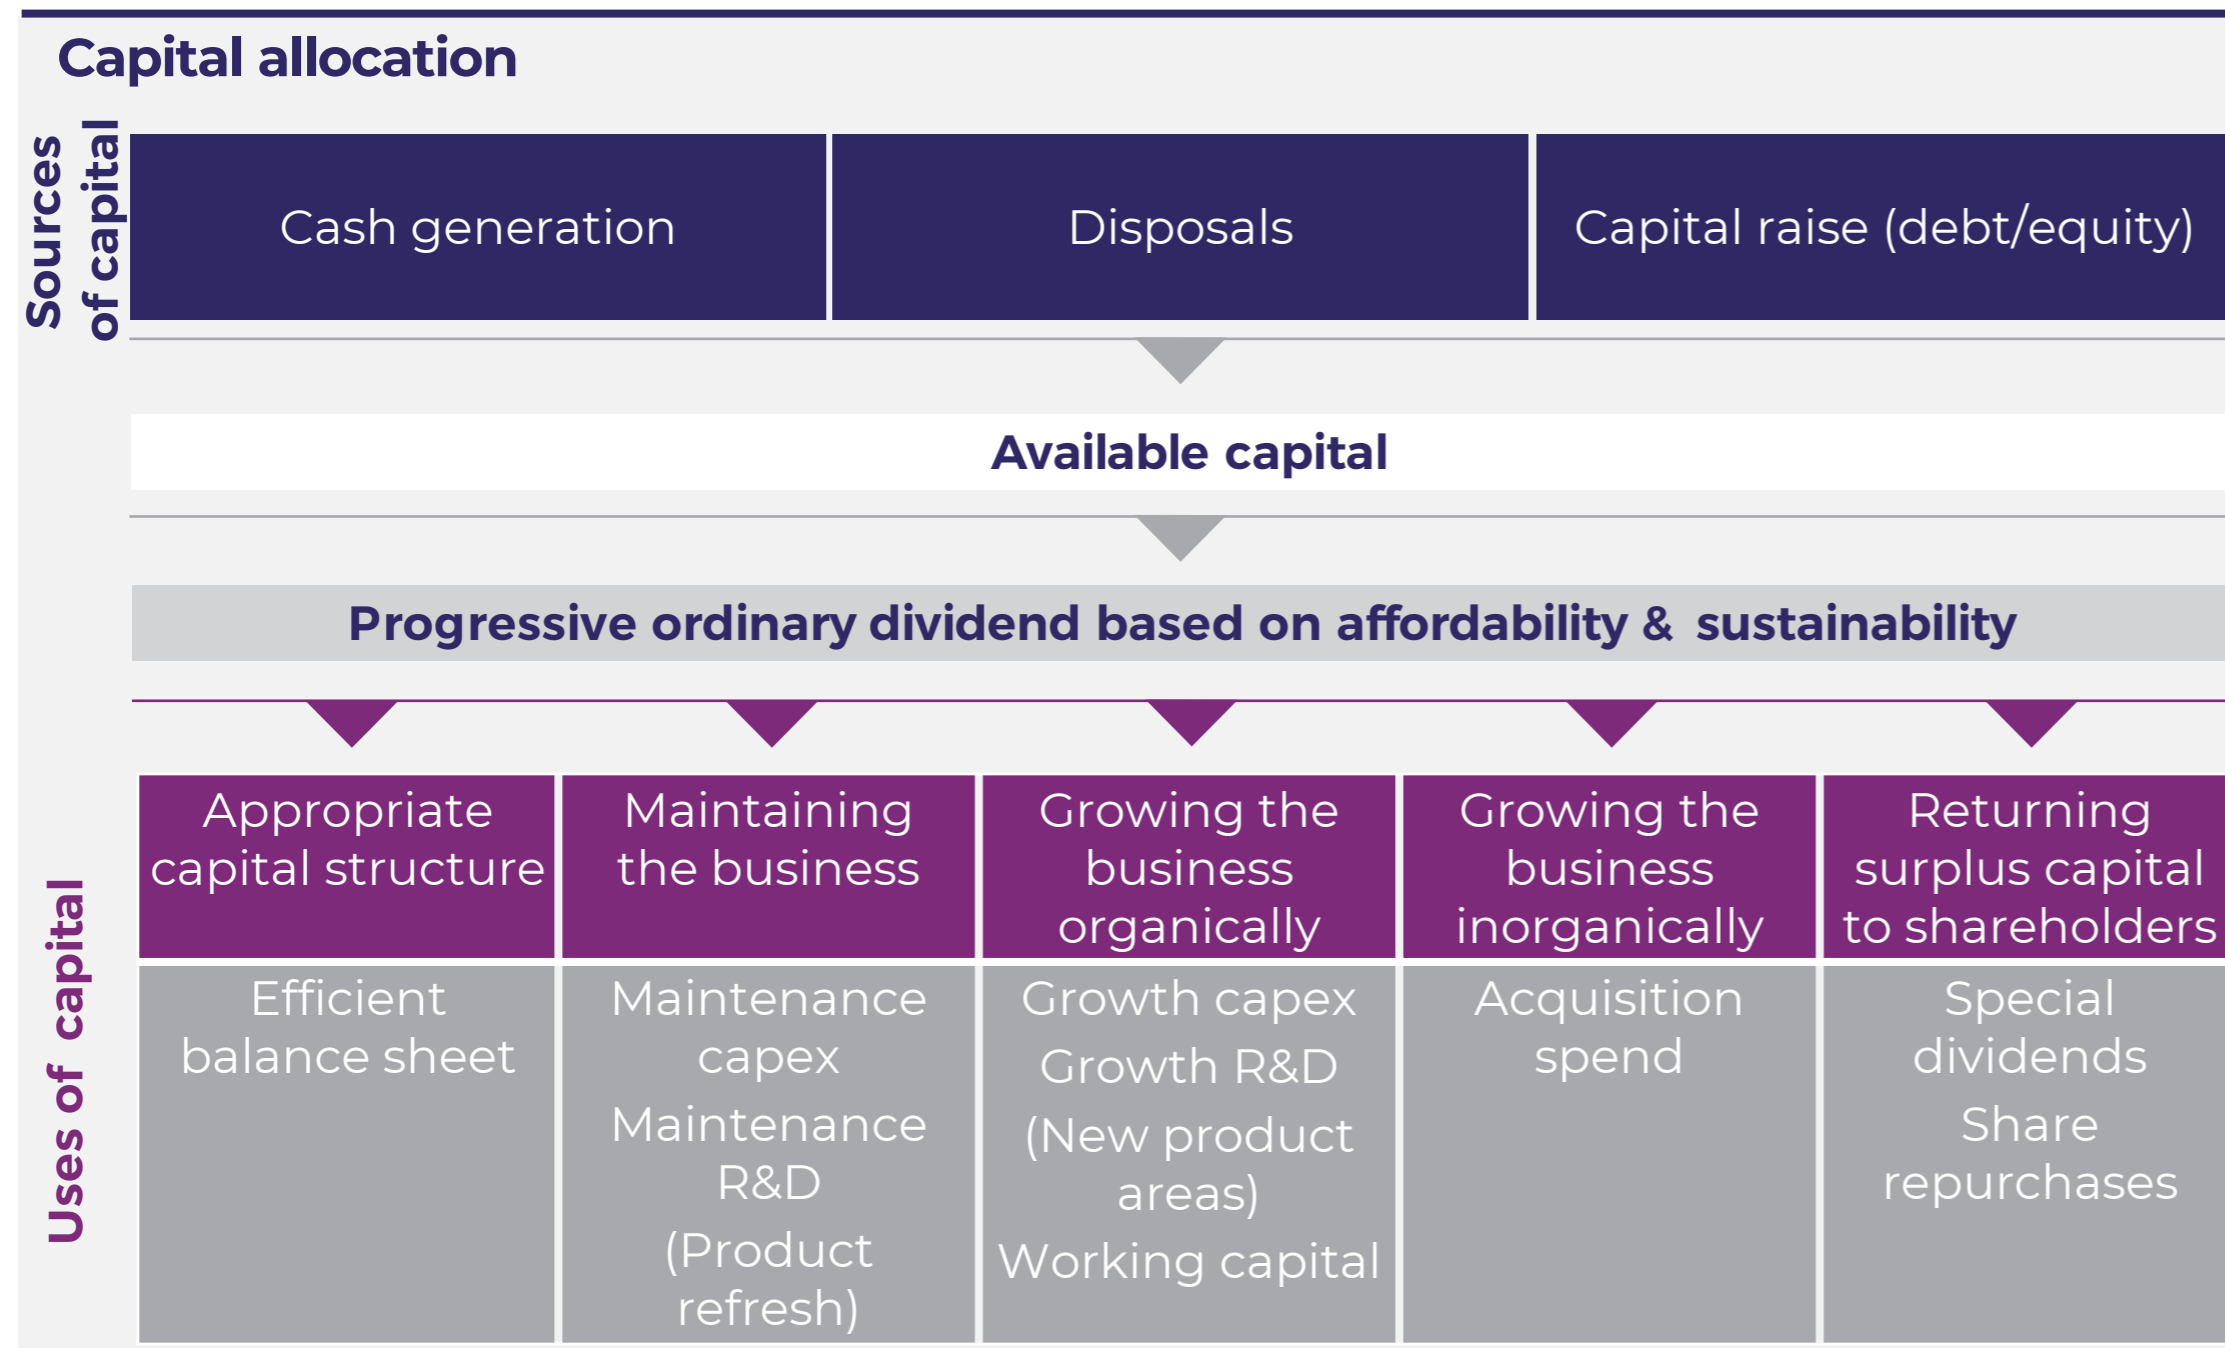 Capital allocation
Sources
of capital
Cash generation
Disposals
Capital raise (debt/equity)
Available capital
Progressive ordinary dividend based on affordability & sustainability
Uses of capital
Appropriate
capital structure
Maintaining
the business
Growing the
business
organically
Growing the
business
inorganically
Returning
surplus capital
to shareholders
Efficient
balance sheet
Maintenance
capex
Maintenance
R&D
(Product
refresh)
Growth capex
Growth R&D
(New product
areas)
Working capital
Acquisition
spend
Special
dividends
Share
repurchases